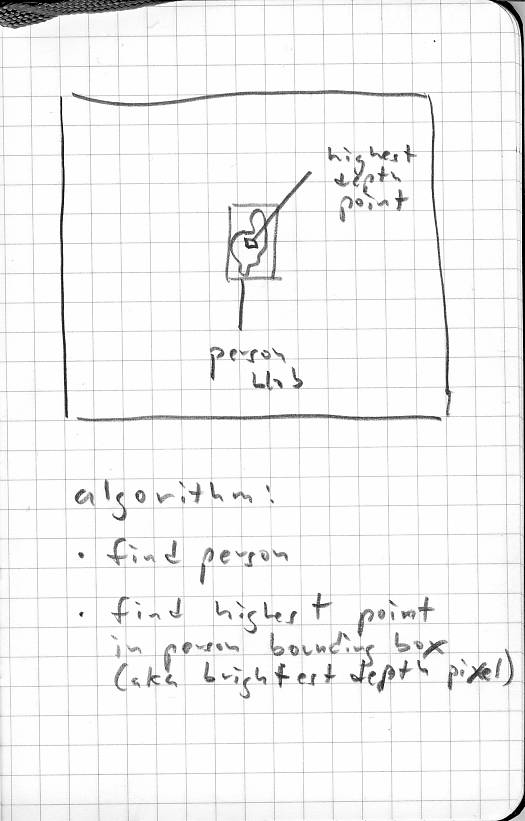 highest
depth
point
person
blob
algorithm:
• find person
• find highest point
in person bounding box
(aka brightest depth pixel)